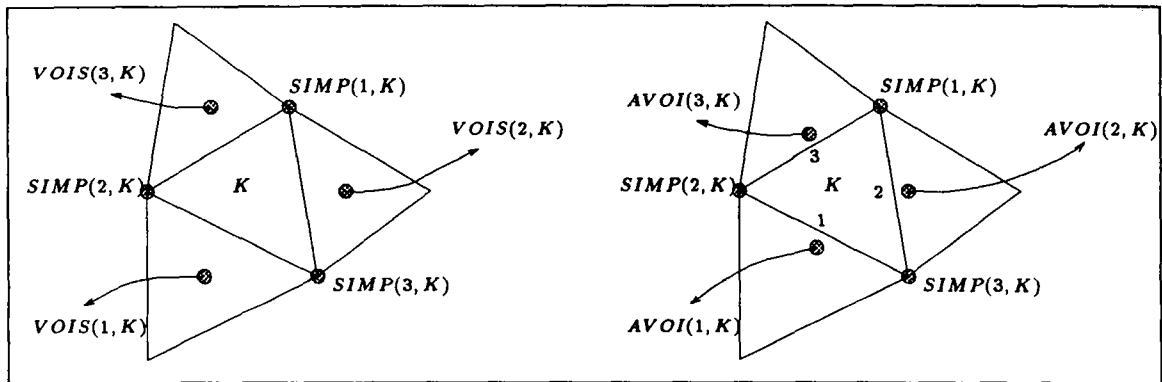 VOIS(3, K)
SIMP(1, K)
VOIS(2, K)
SIMP(2, K)
K
SIMP(3, K)
VOIS(1, K)
SIMP(1, K)
AVOI(3, K)
AVOI(2, K)
3
SIMP(2, K)
K
2
1
SIMP(3, K)
AVOI(1, K)